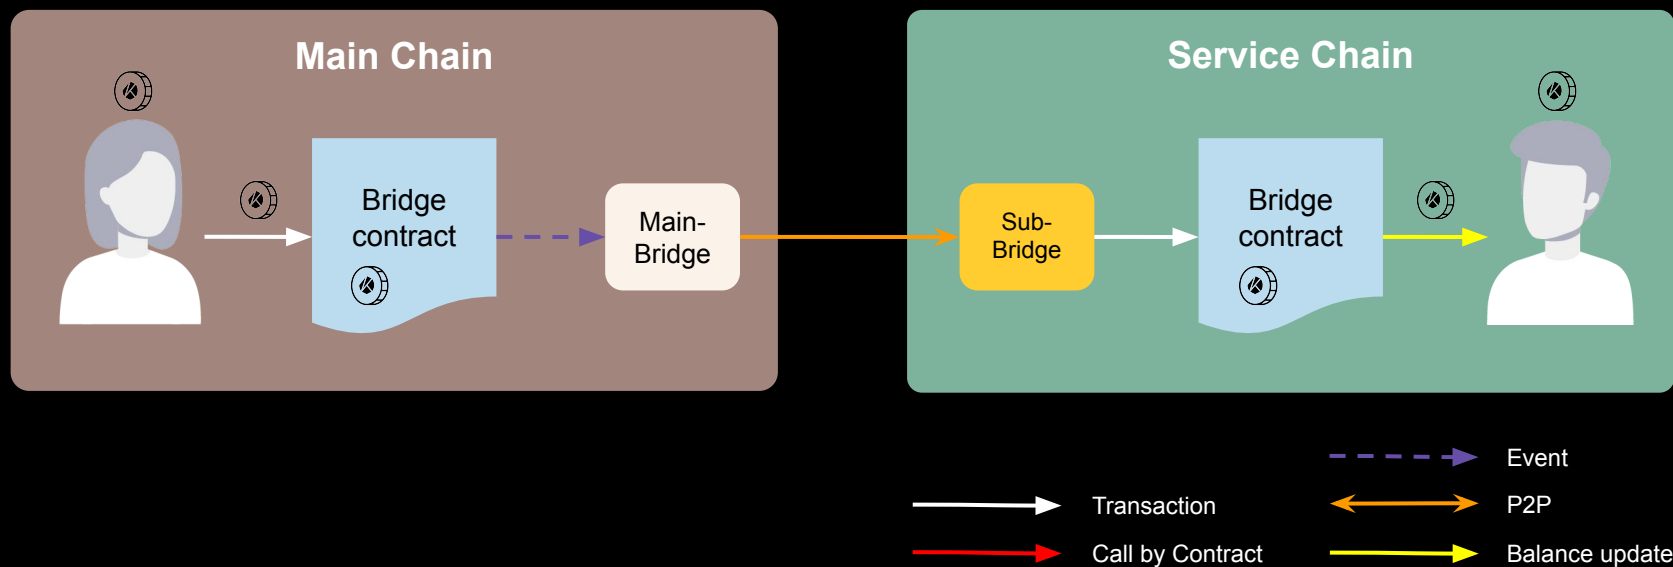 Main Chain
Service Chain
Bridge
contract
Main-
Bridge
Sub-
Bridge
Bridge
contract
Event
Transaction
P2P
Call by Contract
Balance update